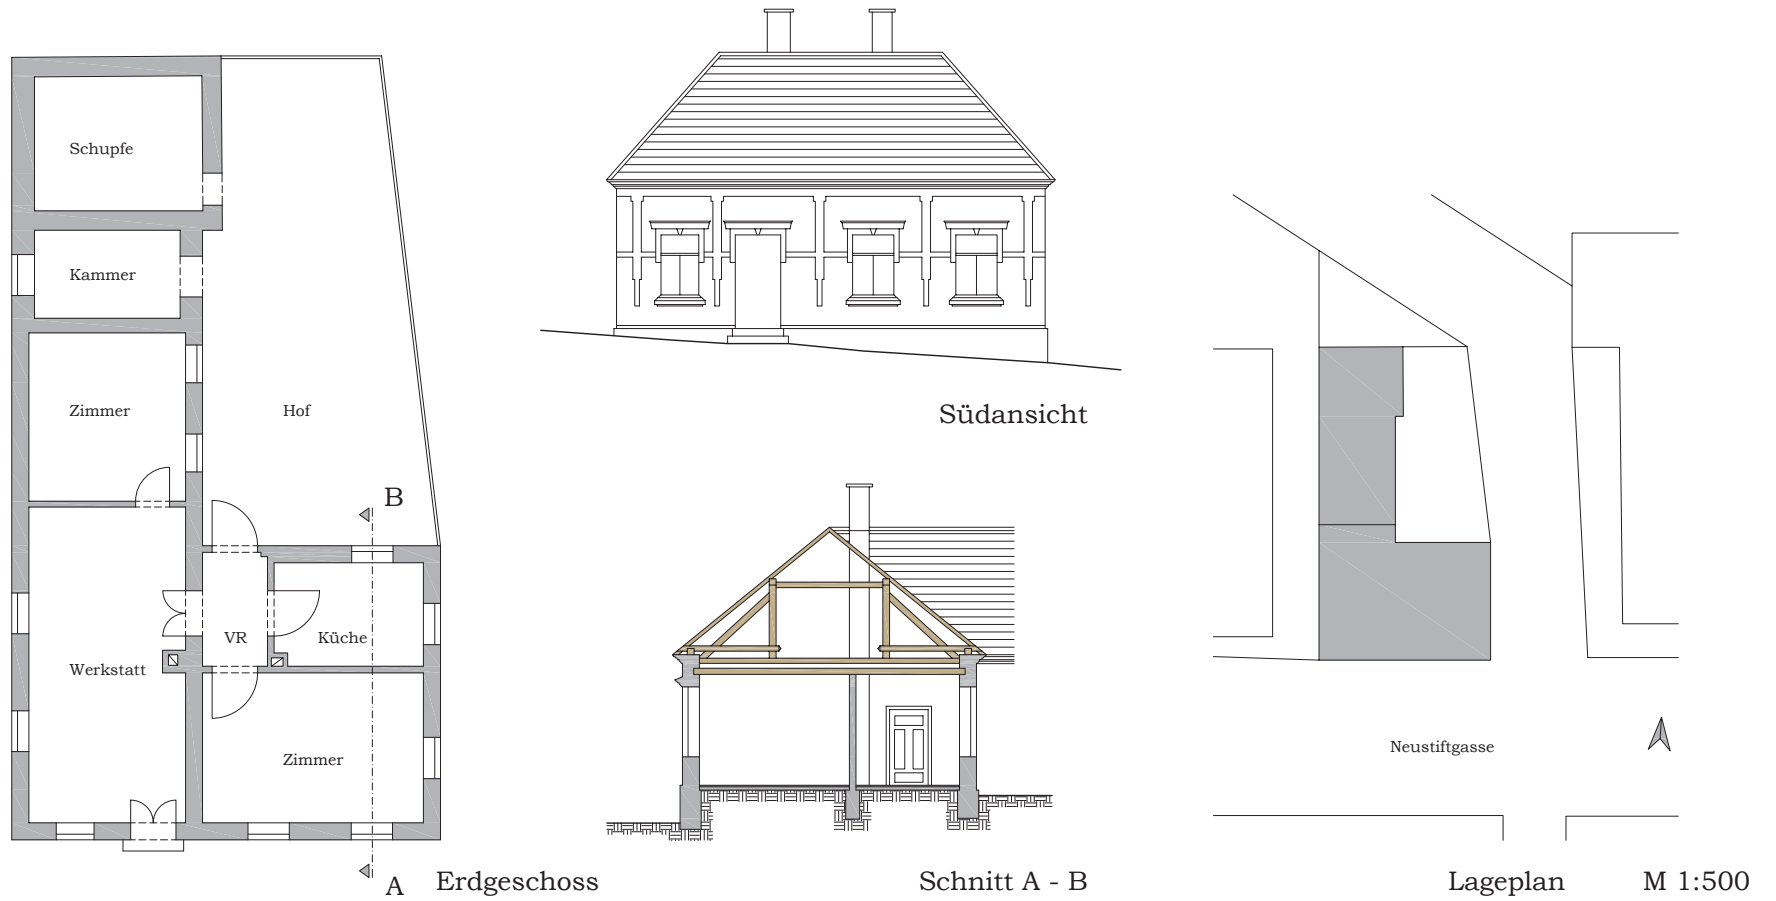 Schupfe
Kammer
Zimmer
Hof
B
VR
Küche
Werkstatt
Zimmer
A
Erdgeschoss
Südansicht
Schnitt A - B
Neustiftgasse
Lageplan
M 1:500